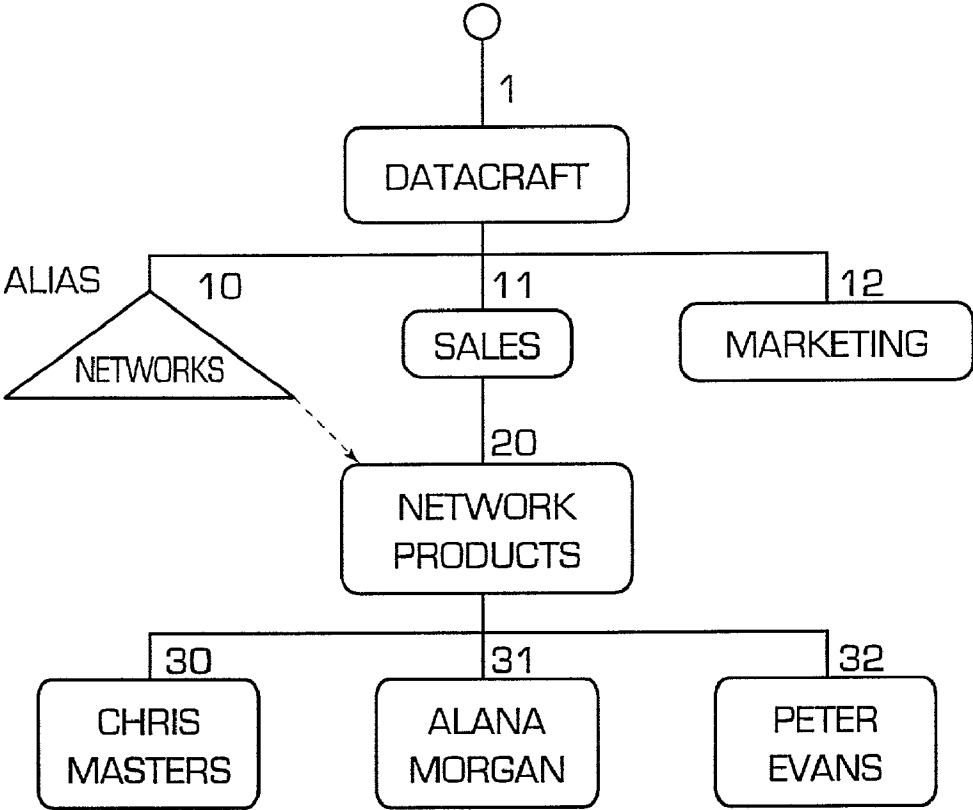 1
DATACRAFT
ALIAS
10
11
12
NETWORKS
SALES
MARKETING
20
NETWORK
PRODUCTS
30
31
32
CHRIS
MASTERS
ALANA
MORGAN
PETER
EVANS